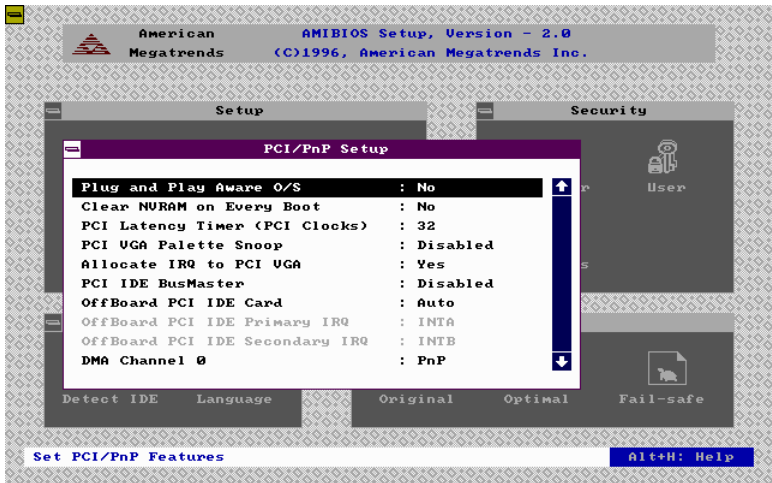 American
Megatrends
AMIBIOS Setup, Version - 2.0
(C)1996, American Megatrends Inc.
Setup
Security
PCI/PnP Setup
Plug and Play Aware O/S : No
Clear NVRAM on Every Boot : No
PCI Latency Timer (PCI Clocks) : 32
PCI VGA Palette Snoop : Disabled
Allocate IRQ to PCI VGA : Yes
PCI IDE BusMaster : Disabled
OffBoard PCI IDE Card : Auto
OffBoard PCI IDE Primary IRQ : INTA
OffBoard PCI IDE Secondary IRQ : INTB
DMA Channel 0 : PnP
r
User
s
Detect IDE
Language
Original
Optimal
Fail-safe
Set PCI/PnP Features
Alt+H: Help